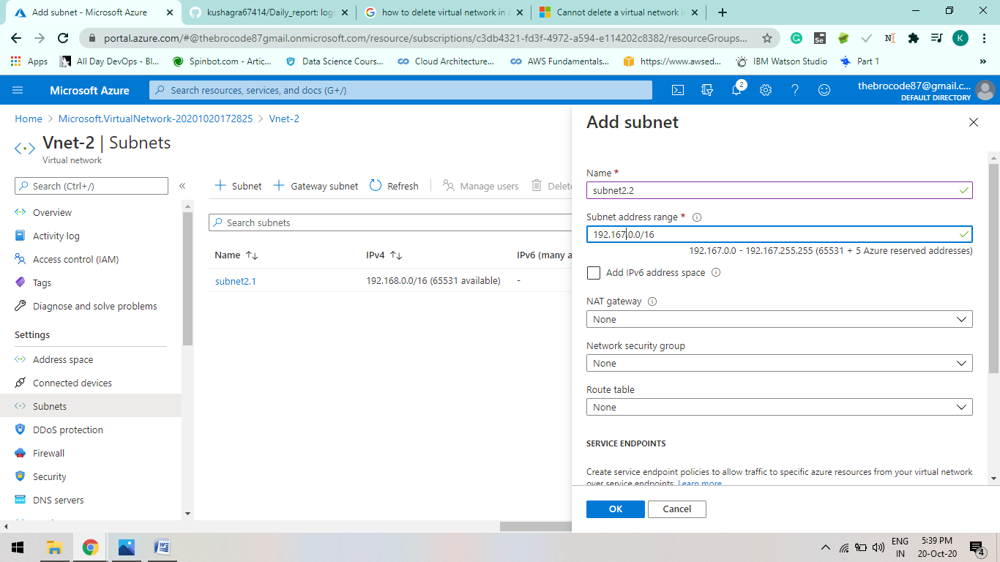 Add subnet - Microsoft Azure
kushagra67414/Daily_report: log
how to delete virtual network in a
Cannot delete a virtual network i
portal.azure.com/#@thebrocode87gmail.onmicrosoft.com/resource/subscriptions/c3db4321-fd3f-4972-a594-e114202c8382/resourceGroups...
K
Apps
All Day DevOps - Bl...
Spinbot.com - Artic...
Data Science Cours...
Cloud Architecture...
AWS Fundamentals...
https://www.awsed...
IBM Watson Studio
Part 1
»
Microsoft Azure
Search resources, services, and docs (G+/)
2
thebrocode87@gmail.c...
DEFAULT DIRECTORY
Home > Microsoft.VirtualNetwork-20201020172825 > Vnet-2
Vnet-2 | Subnets
Virtual network
Search (Ctrl+/)
«
Overview
Activity log
Access control (IAM)
Tags
Diagnose and solve problems
Settings
Address space
Connected devices
Subnets
DDoS protection
Firewall
Security
DNS servers
+ Subnet
+ Gateway subnet
Refresh
Manage users
Delete
Search subnets
Name
IPv4
IPv6 (many a
subnet2.1
192.168.0.0/16 (65531 available)
-
Add subnet
Name *
subnet2.2
Subnet address range *
192.167.0.0/16
192.167.0.0 - 192.167.255.255 (65531 + 5 Azure reserved addresses)
Add IPv6 address space
NAT gateway
None
Network security group
None
Route table
None
SERVICE ENDPOINTS
Create service endpoint policies to allow traffic to specific azure resources from your virtual network
over service endpoints. Learn more
OK
Cancel
ENG
IN
5:39 PM
20-Oct-20
4